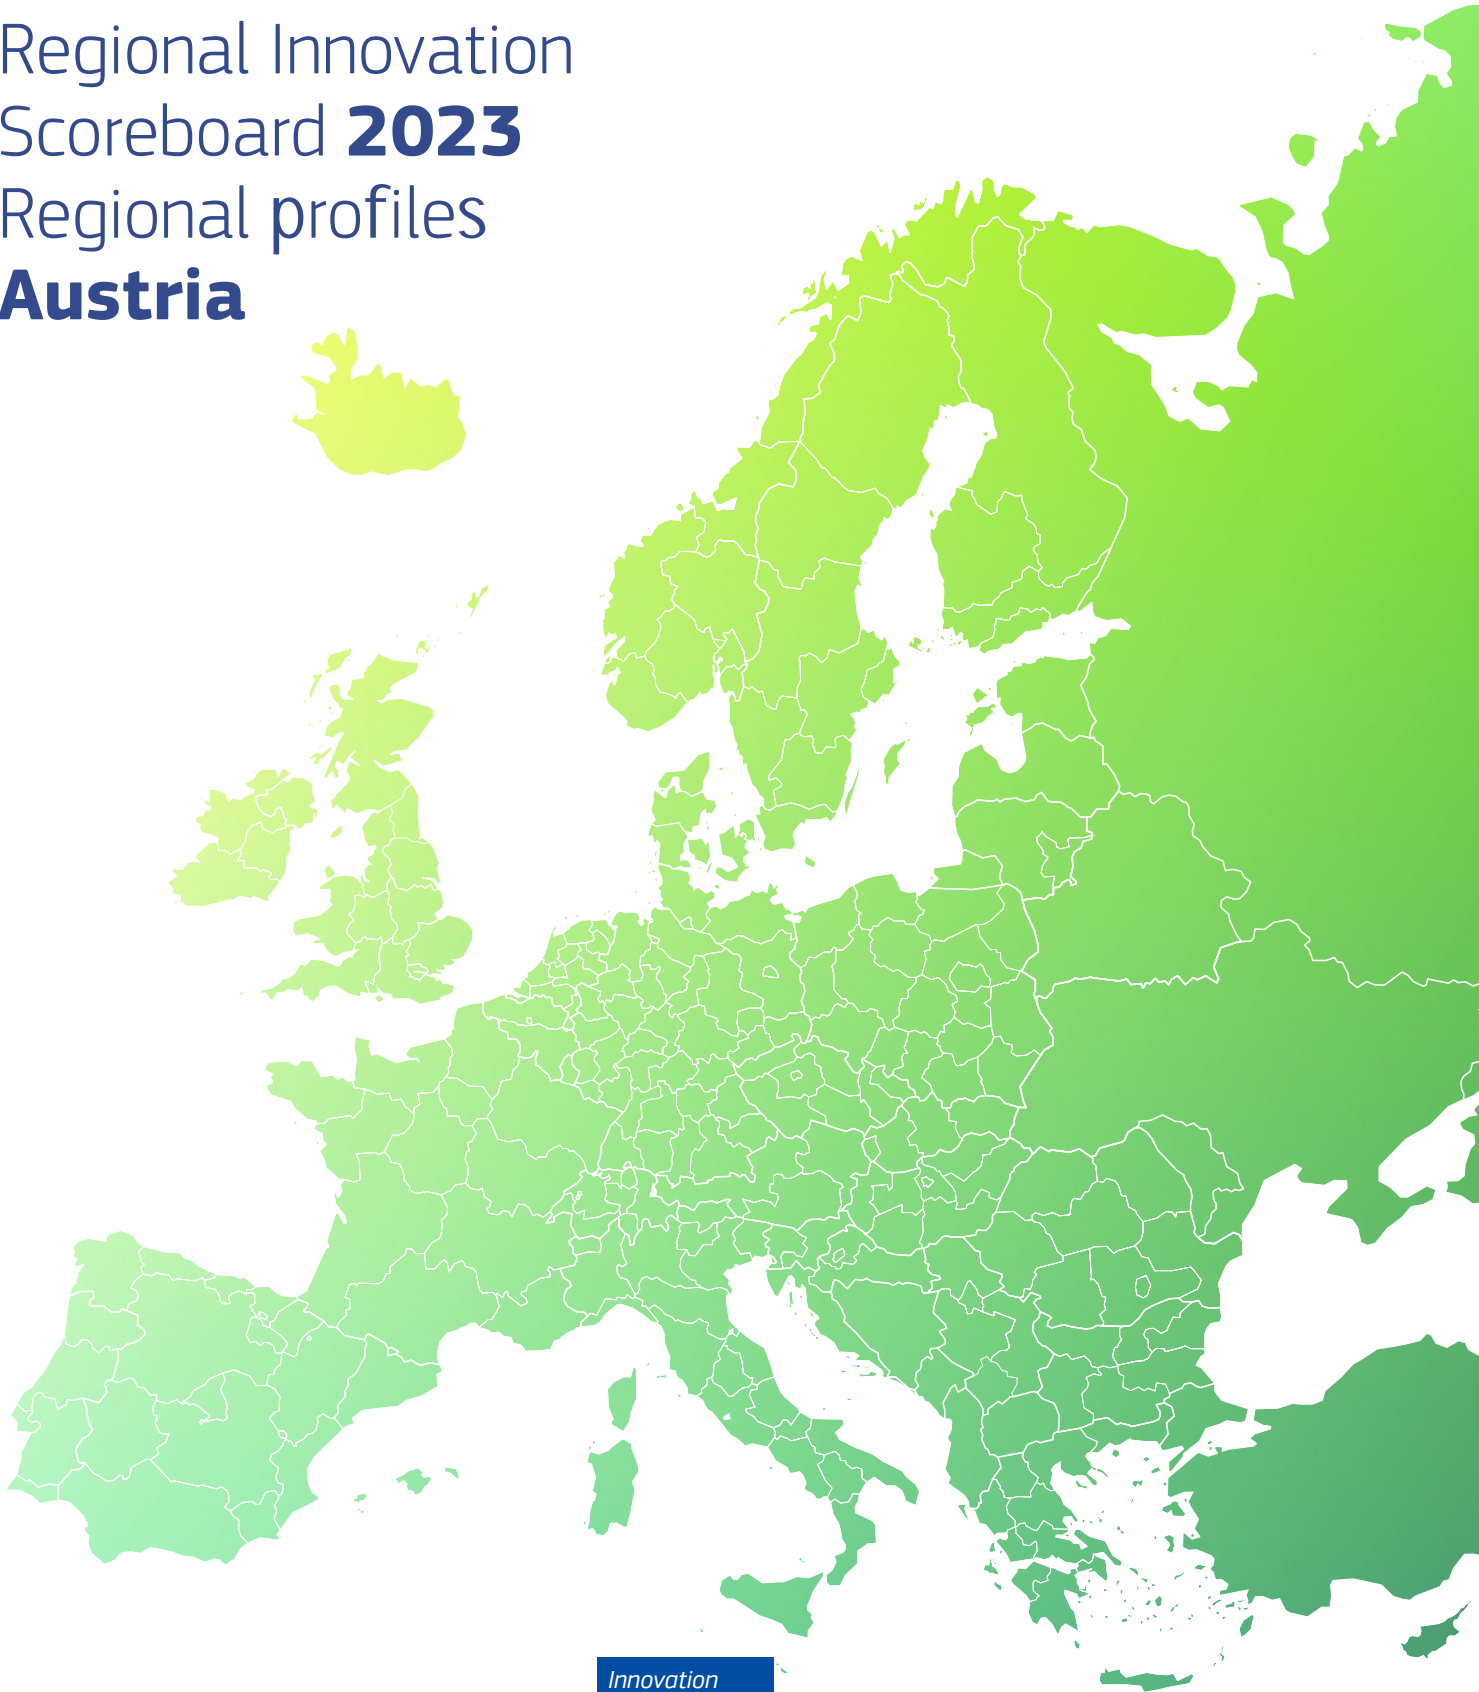 Regional Innovation
Scoreboard 2023
Regional profiles
Austria
Innovation